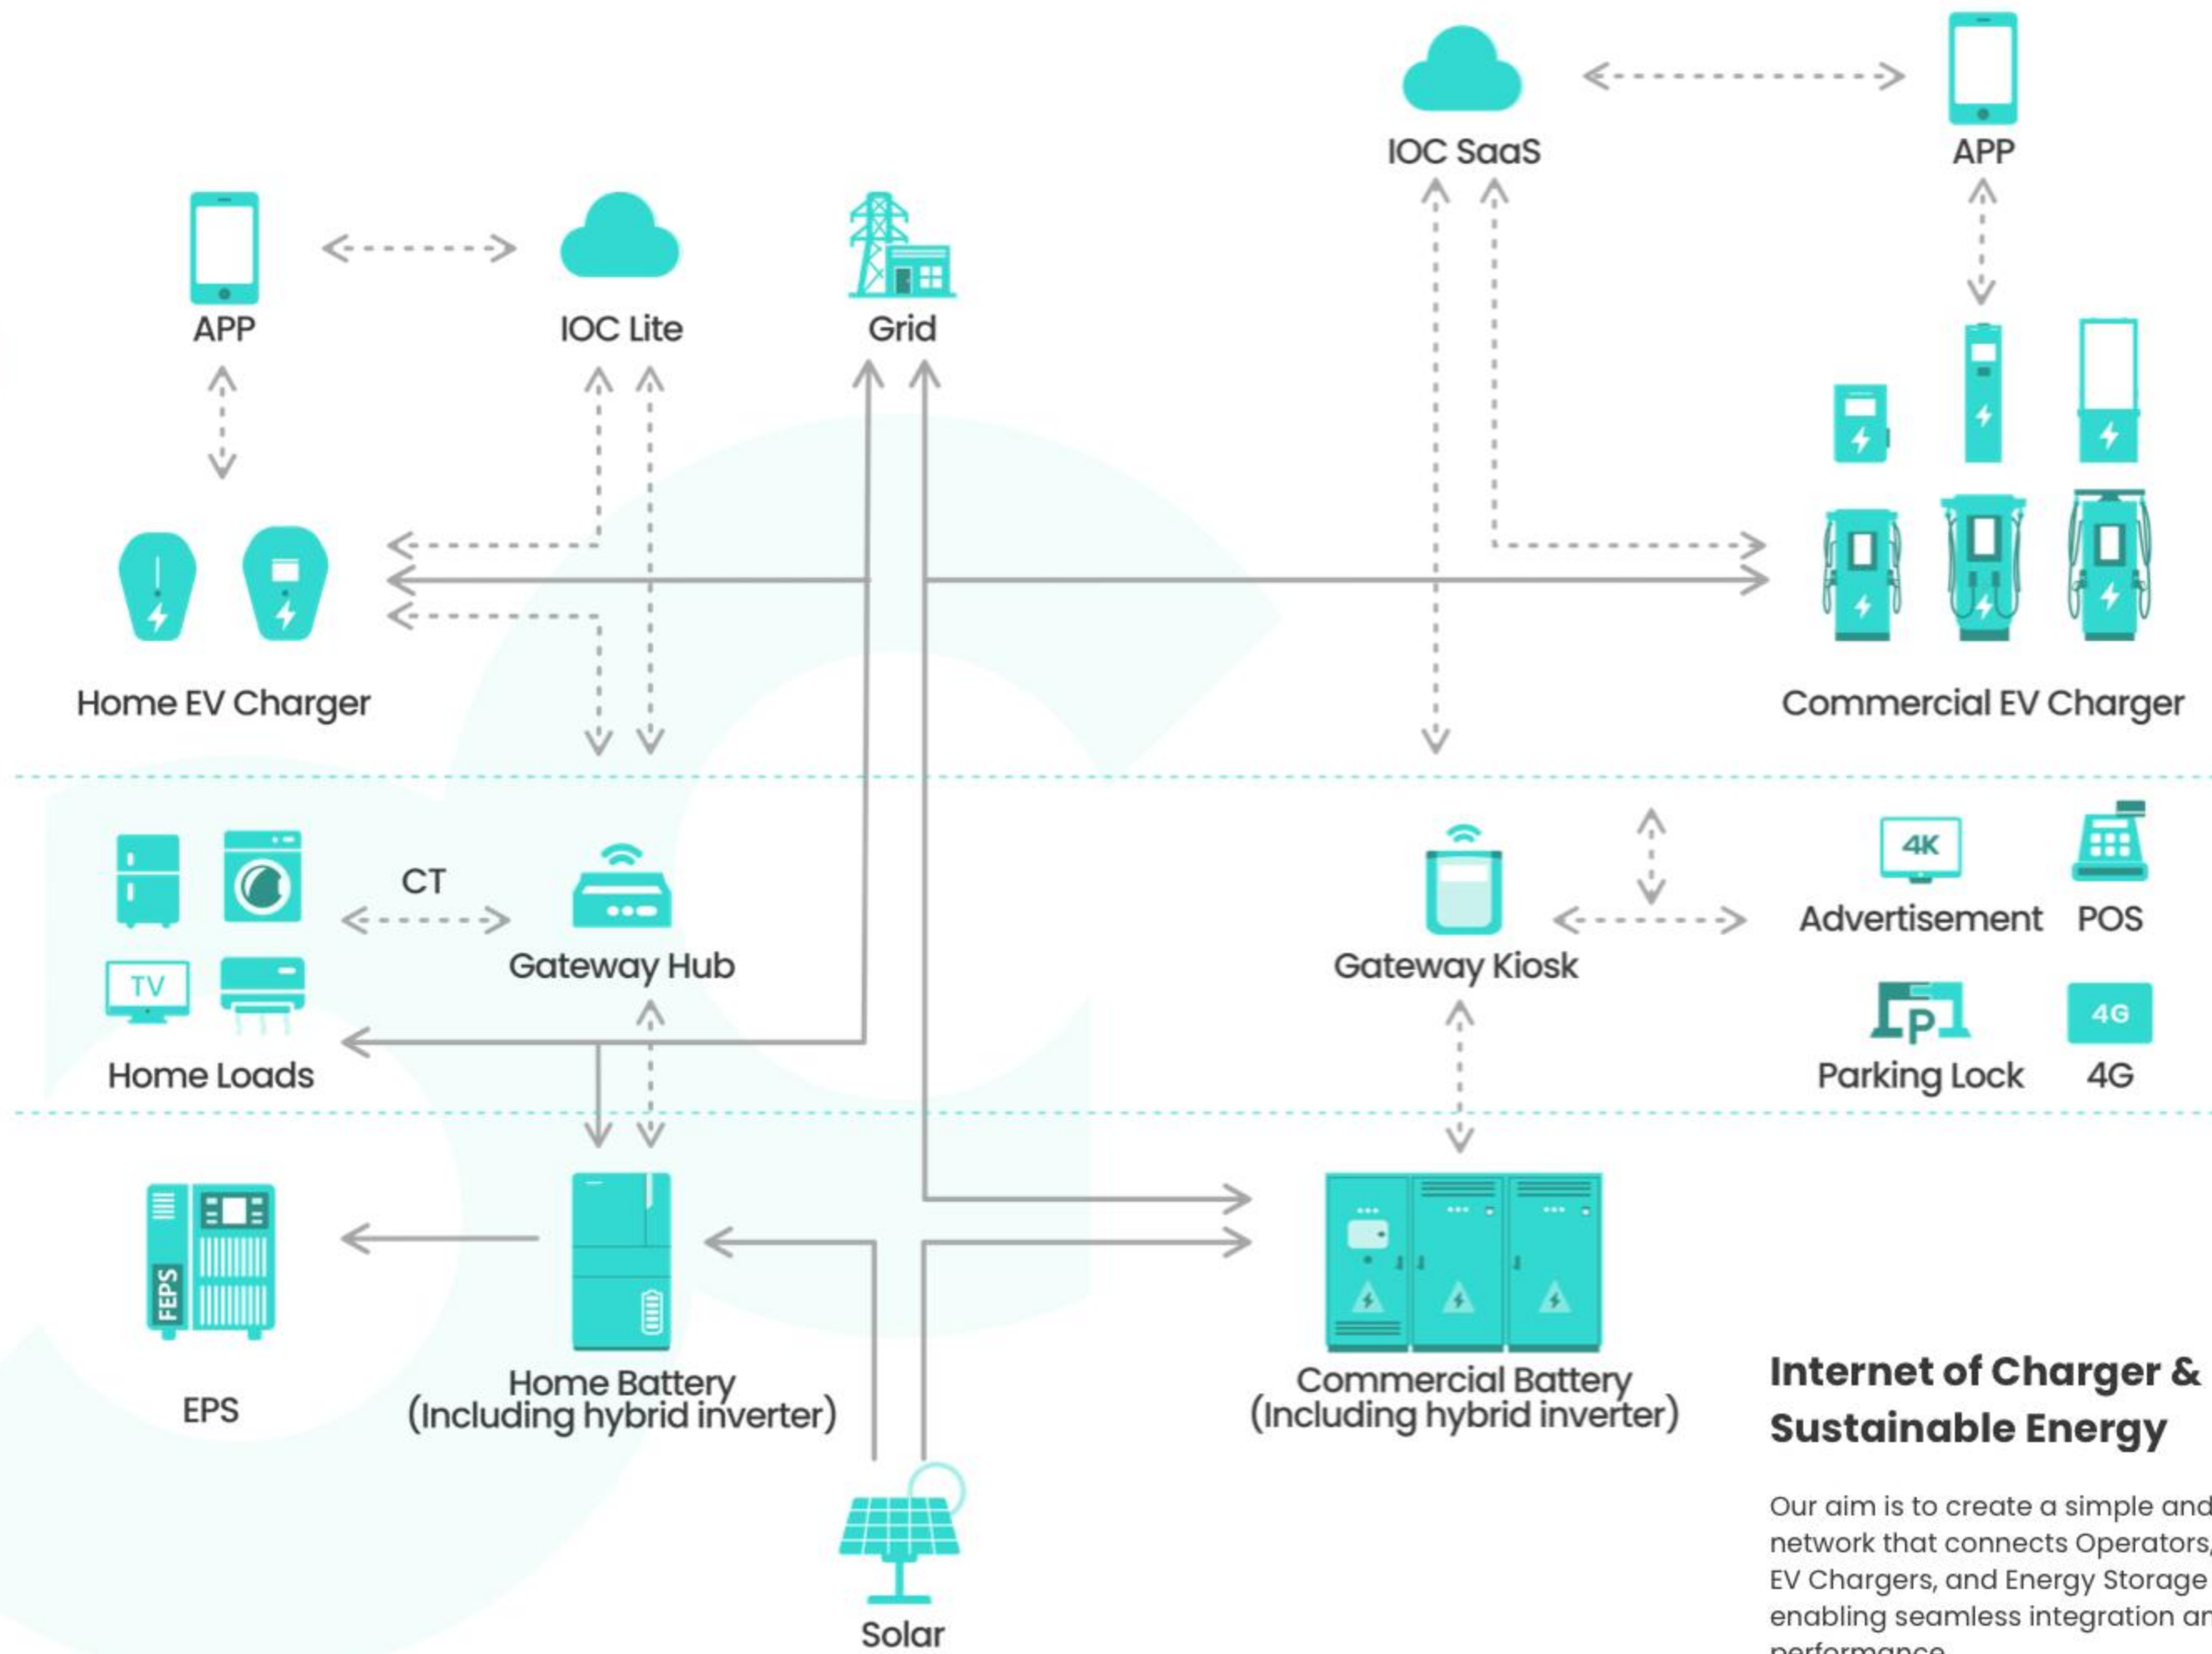 IOC SaaS
APP
APP
IOC Lite
Grid
Home EV Charger
Commercial EV Charger
CT
4K
Advertisement
POS
Gateway Hub
Gateway Kiosk
TV
P
4G
Home Loads
Parking Lock
4G
FEPS
EPS
Home Battery
(Including hybrid inverter)
Commercial Battery
(Including hybrid inverter)
Internet of Charger &
Sustainable Energy
Our aim is to create a simple and
network that connects Operators,
EV Chargers, and Energy Storage
enabling seamless integration an
performance
Solar